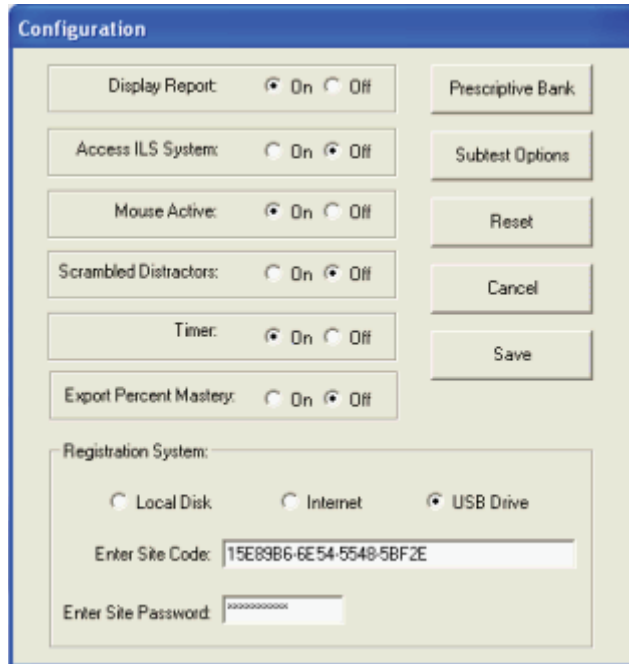 Configuration
Display Report: On Off
Prescriptive Bank
Access ILS System: On Off
Subtest Options
Mouse Active: On Off
Reset
Scrambled Distractors: On Off
Cancel
Timer: On Off
Save
Export Percent Mastery: On Off
Registration System:
Local Disk Internet USB Drive
Enter Site Code: 15E89B6-6E54-5548-5BF2E
Enter Site Password: xxxxxxxxxxx